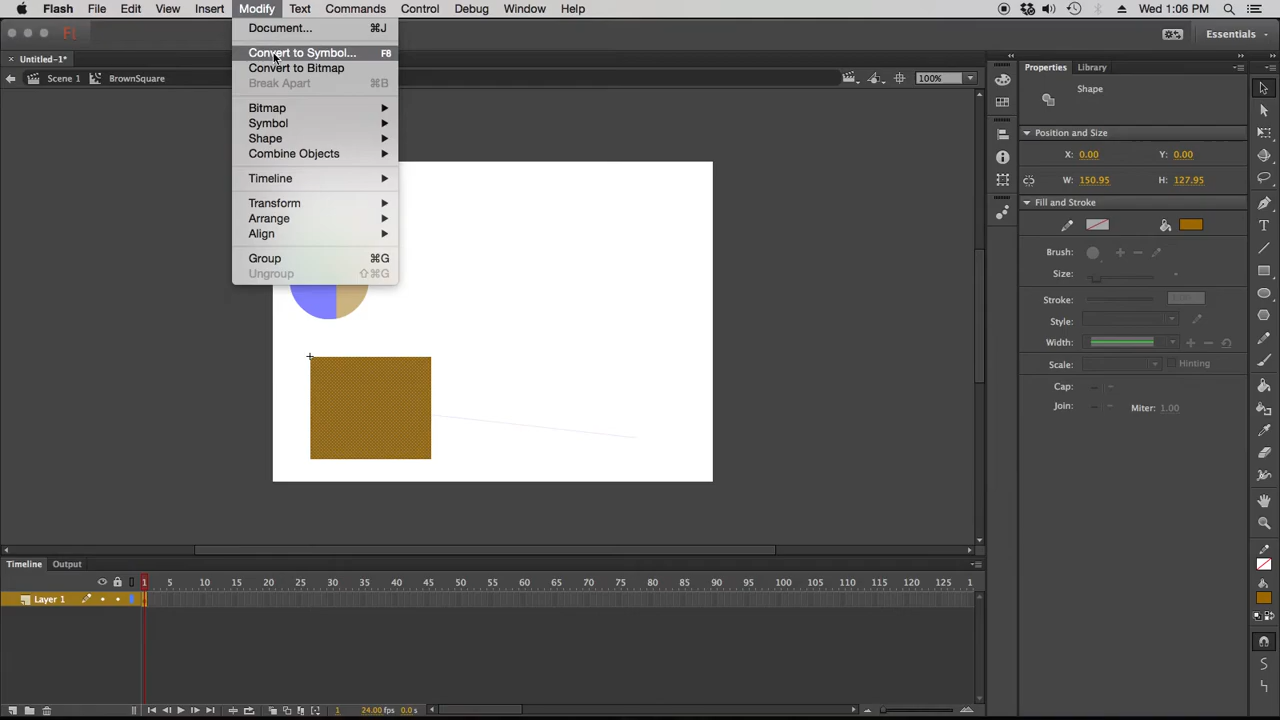 Flash File Edit View Insert Modify Text Commands Control Debug Window Help Wed 1:06 PM
Fl Essentials
× Untitled-1*
Scene 1 BrownSquare 100%
Document... ⌘J
Convert to Symbol... F8
Convert to Bitmap
Break Apart ⌘B
Bitmap
Symbol
Shape
Combine Objects
Timeline
Transform
Arrange
Align
Group ⌘G
Ungroup ⇧⌘G
Properties Library
Shape
Position and Size
X: 0.00 Y: 0.00
W: 150.95 H: 127.95
Fill and Stroke
Brush:
Size:
Stroke: 1.00
Style:
Width:
Scale: Hinting
Cap:
Join: Miter: 1.00
Timeline Output
1 5 10 15 20 25 30 35 40 45 50 55 60 65 70 75 80 85 90 95 100 105 110 115 120 125 1
Layer 1
1 24.00 fps 0.0 s